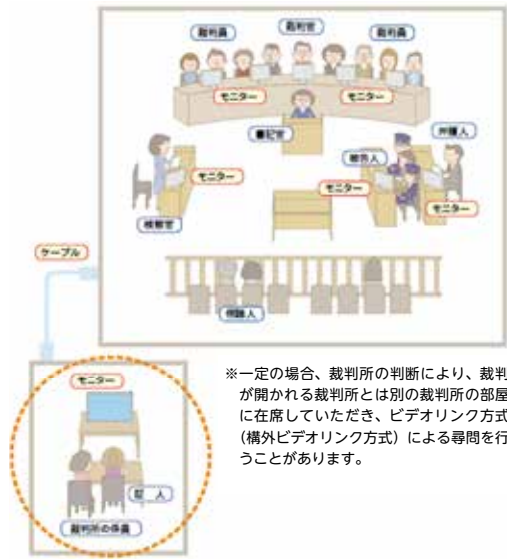 裁判員
裁判官
裁判員
モニター
モニター
書記官
弁護人
被告人
モニター
モニター
モニター
検察官
ケーブル
傍聴人
モニター
※一定の場合、裁判所の判断により、裁判
が開かれる裁判所とは別の裁判所の部屋
に在席していただき、ビデオリンク方式
（構外ビデオリンク方式）による尋問を行
うことがあります。
証　人
裁判所の係員